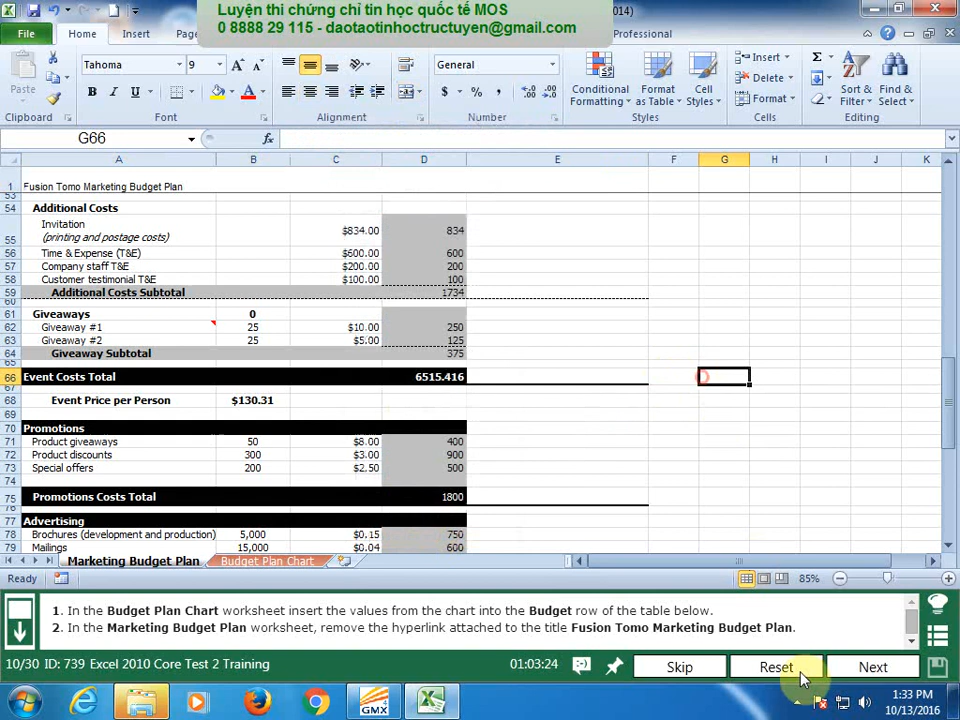 Luyện thi chứng chỉ tin học quốc tế MOS
0 8888 29 115 - daotaotinhoctructuyen@gmail.com
014)
File Home Insert Pag Professional
Paste
Tahoma 9 General
Conditional Formatting
Format as Table
Cell Styles
Insert
Delete
Format
Sort & Filter
Find & Select
Clipboard Font Alignment Number Styles Cells Editing
G66 fx
A B C D E F G H I J K
1 Fusion Tomo Marketing Budget Plan
53
54 Additional Costs
55 Invitation (printing and postage costs) $834.00 834
56 Time & Expense (T&E) $600.00 600
57 Company staff T&E $200.00 200
58 Customer testimonial T&E $100.00 100
59 Additional Costs Subtotal 1734
60
61 Giveaways 0
62 Giveaway #1 25 $10.00 250
63 Giveaway #2 25 $5.00 125
64 Giveaway Subtotal 375
65
66 Event Costs Total 6515.416
67
68 Event Price per Person $130.31
69
70 Promotions
71 Product giveaways 50 $8.00 400
72 Product discounts 300 $3.00 900
73 Special offers 200 $2.50 500
74
75 Promotions Costs Total 1800
76
77 Advertising
78 Brochures (development and production) 5,000 $0.15 750
79 Mailings 15,000 $0.04 600
Marketing Budget Plan Budget Plan Chart
Ready 85%
1. In the Budget Plan Chart worksheet insert the values from the chart into the Budget row of the table below.
2. In the Marketing Budget Plan worksheet, remove the hyperlink attached to the title Fusion Tomo Marketing Budget Plan.
10/30 ID: 739 Excel 2010 Core Test 2 Training 01:03:24 Skip Reset Next
GMX
1:33 PM
10/13/2016